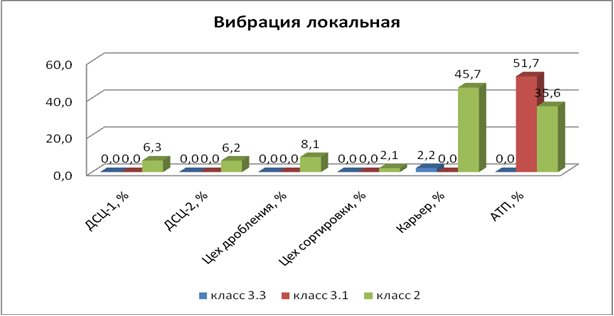 Вибрация локальная
60,0
40,0
20,0
0,0
0,0 0,0 6,3
0,0 0,0 6,2
0,0 0,0 8,1
0,0 0,0 2,1
2,2 0,0 45,7
0,0 51,7 35,6
ДСЦ-1, %
ДСЦ-2, %
Цех дробления, %
Цех сортировки, %
Карьер, %
АТП, %
класс 3.3 класс 3.1 класс 2